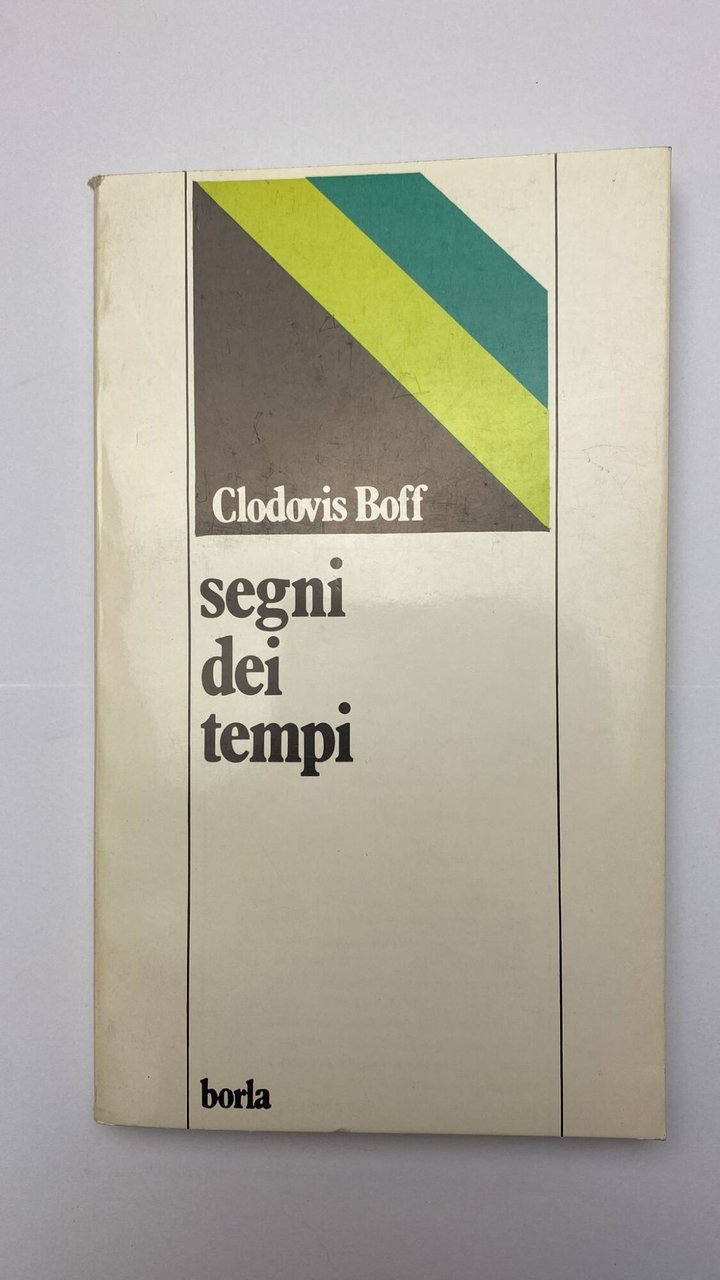 Clodovis Boff
segni
dei
tempi
borla